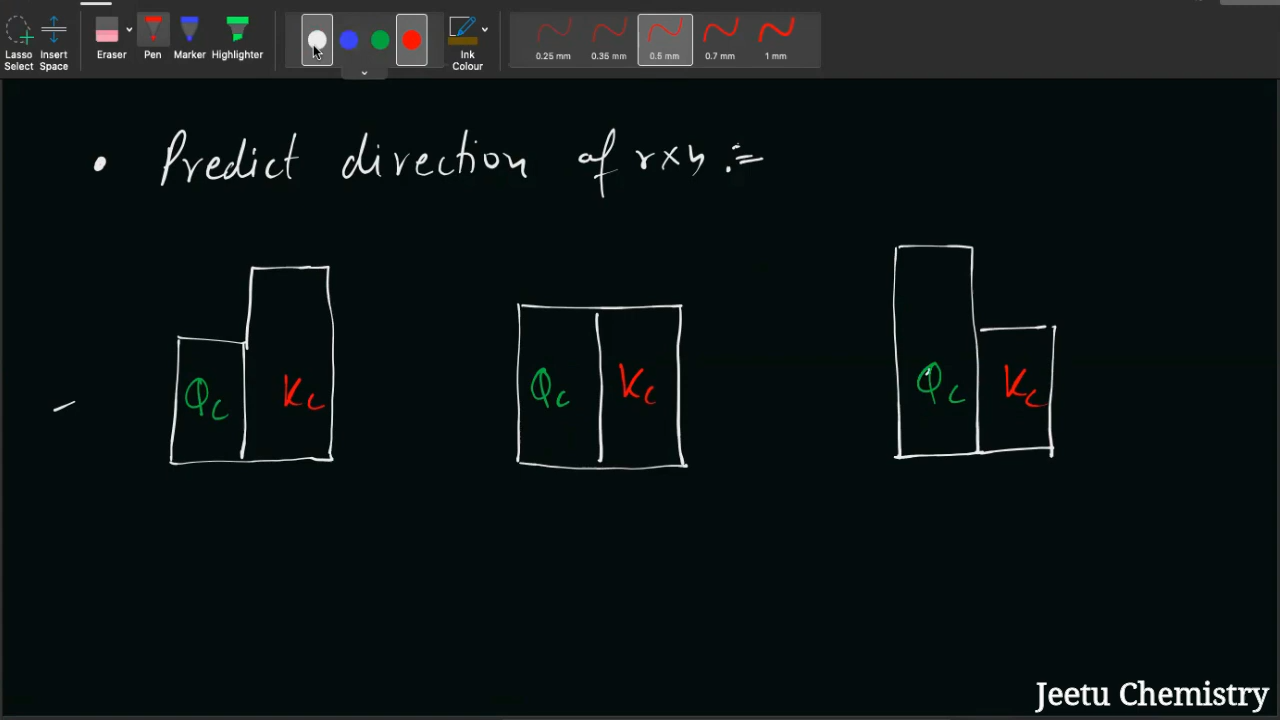 Lasso Select
Insert Space
Eraser
Pen
Marker
Highlighter
Ink Colour
0.25 mm
0.35 mm
0.5 mm
0.7 mm
1 mm
• Predict direction of rxn :=
Qc Kc
Qc Kc
Qc Kc
Jeetu Chemistry